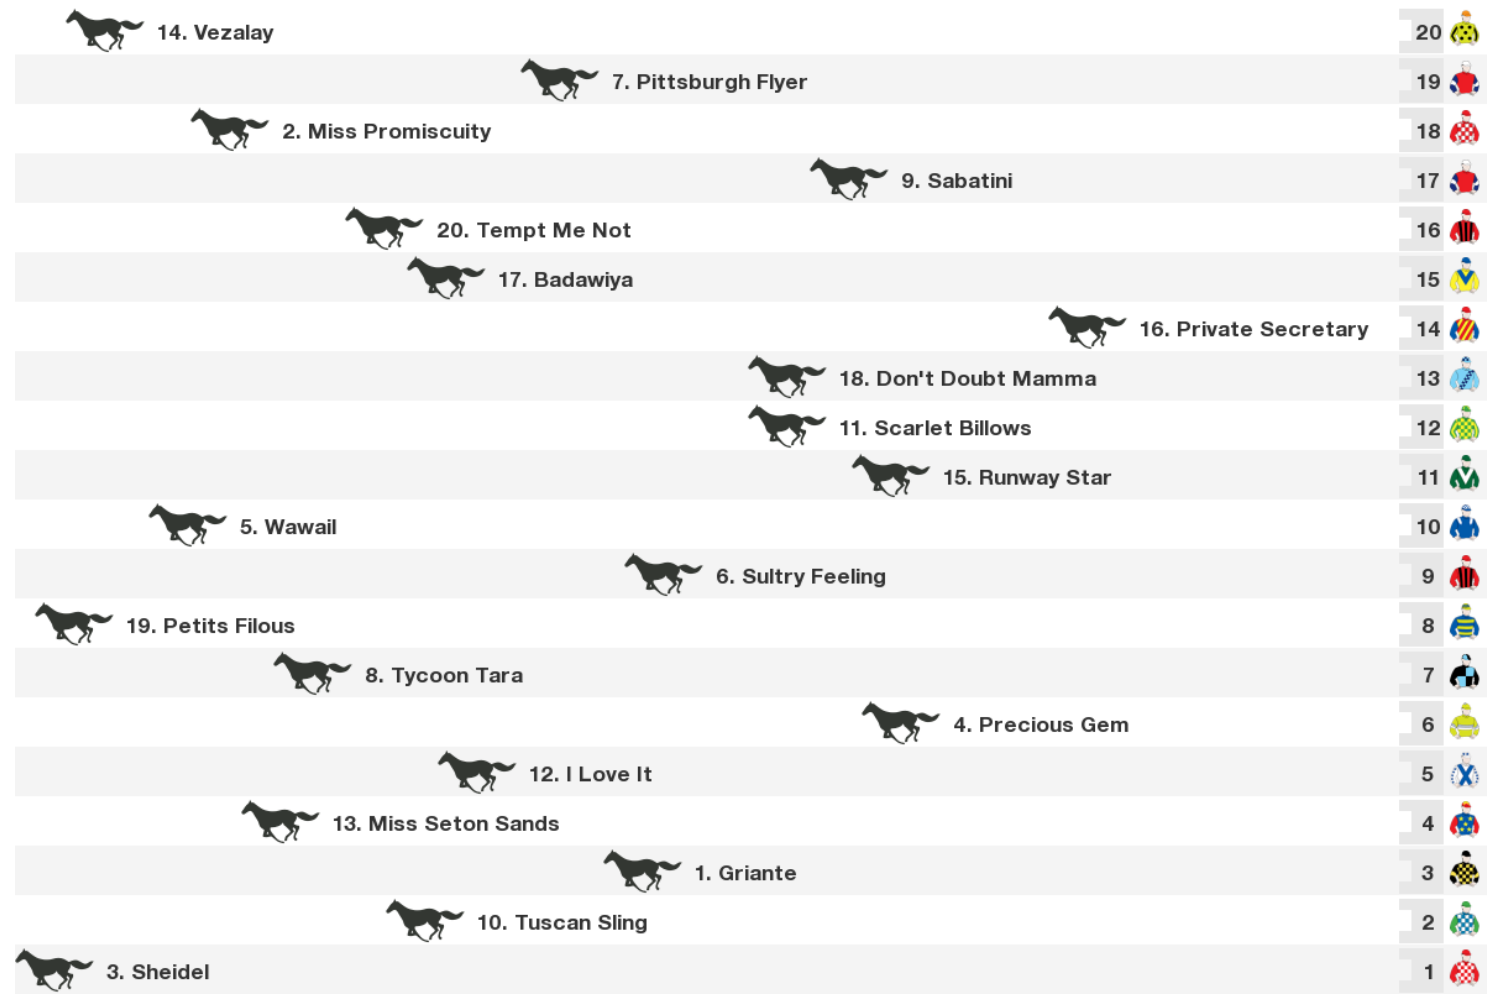 14. Vezalay 20
7. Pittsburgh Flyer 19
2. Miss Promiscuity 18
9. Sabatini 17
20. Tempt Me Not 16
17. Badawiya 15
16. Private Secretary 14
18. Don't Doubt Mamma 13
11. Scarlet Billows 12
15. Runway Star 11
5. Wawail 10
6. Sultry Feeling 9
19. Petits Filous 8
8. Tycoon Tara 7
4. Precious Gem 6
12. I Love It 5
13. Miss Seton Sands 4
1. Griante 3
10. Tuscan Sling 2
3. Sheidel 1